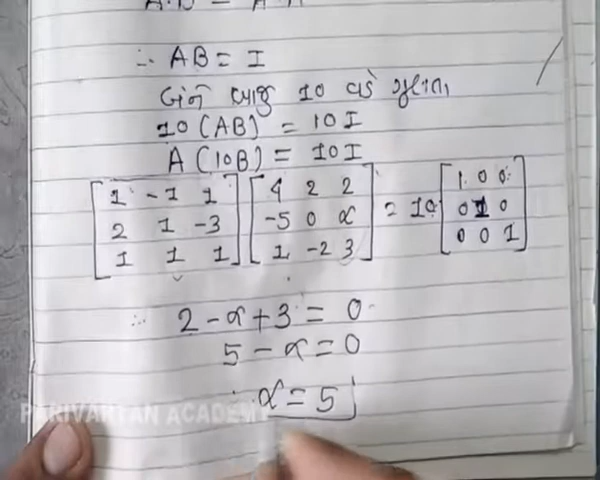 ∴ AB = I
10 
10 (AB) = 10 I
A (10B) = 10 I
[1 -1 1] [4 2 2] [1 0 0]
[2 1 -3] [-5 0 α] = 10 [0 1 0]
[1 1 1] [1 -2 3] [0 0 1]
∴ 2 - α + 3 = 0
5 - α = 0
∴ α = 5
PARIVARTAN ACADEMY